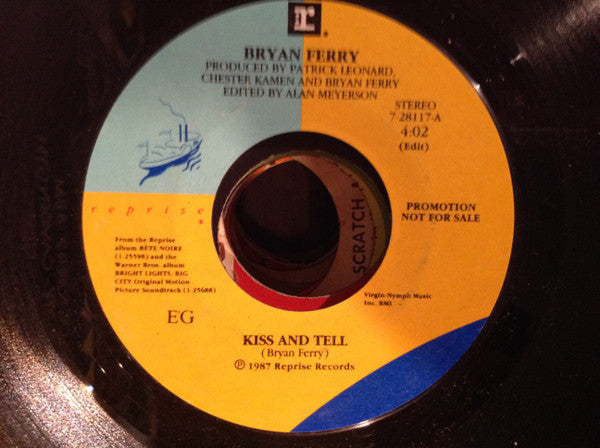 r
BRYAN FERRY
PRODUCED BY PATRICK LEONARD,
CHESTER KAMEN AND BRYAN FERRY
EDITED BY ALAN MEYERSON
STEREO
7-28117-A
4:02
(Edit)
reprise
PROMOTION
NOT FOR SALE
SCRATCH
From the Reprise
album BÊTE NOIRE
(1-25598) and the
Warner Bros. album
BRIGHT LIGHTS, BIG
CITY Original Motion
Picture Soundtrack (1-25688)
Virgin-Nymph Music
Inc. BMI
EG
KISS AND TELL
(Bryan Ferry)
℗ 1987 Reprise Records